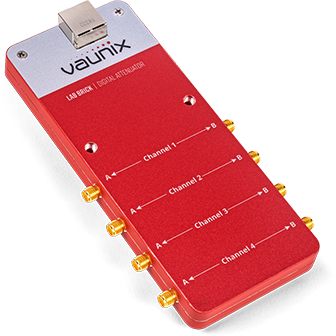 vaunix
LAB BRICK | DIGITAL ATTENUATOR
A Channel 1 B
A Channel 2 B
A Channel 3 B
A Channel 4 B